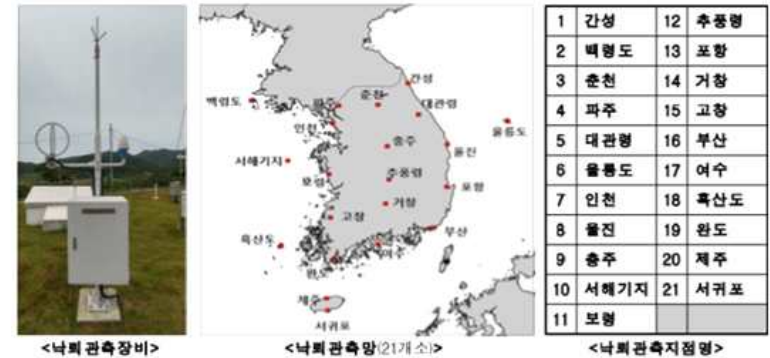 간성
백령도
파주
춘천
대관령
인천
울릉도
서해기지
충주
울진
보령
추풍령
포항
거창
고창
부산
흑산도
여수
완도
제주
서귀포
1 간성 12 추풍령
2 백령도 13 포항
3 춘천 14 거창
4 파주 15 고창
5 대관령 16 부산
6 울릉도 17 여수
7 인천 18 흑산도
8 울진 19 완도
9 충주 20 제주
10 서해기지 21 서귀포
11 보령
<낙뢰관측장비> <낙뢰관측망(21개소)> <낙뢰관측지점명>